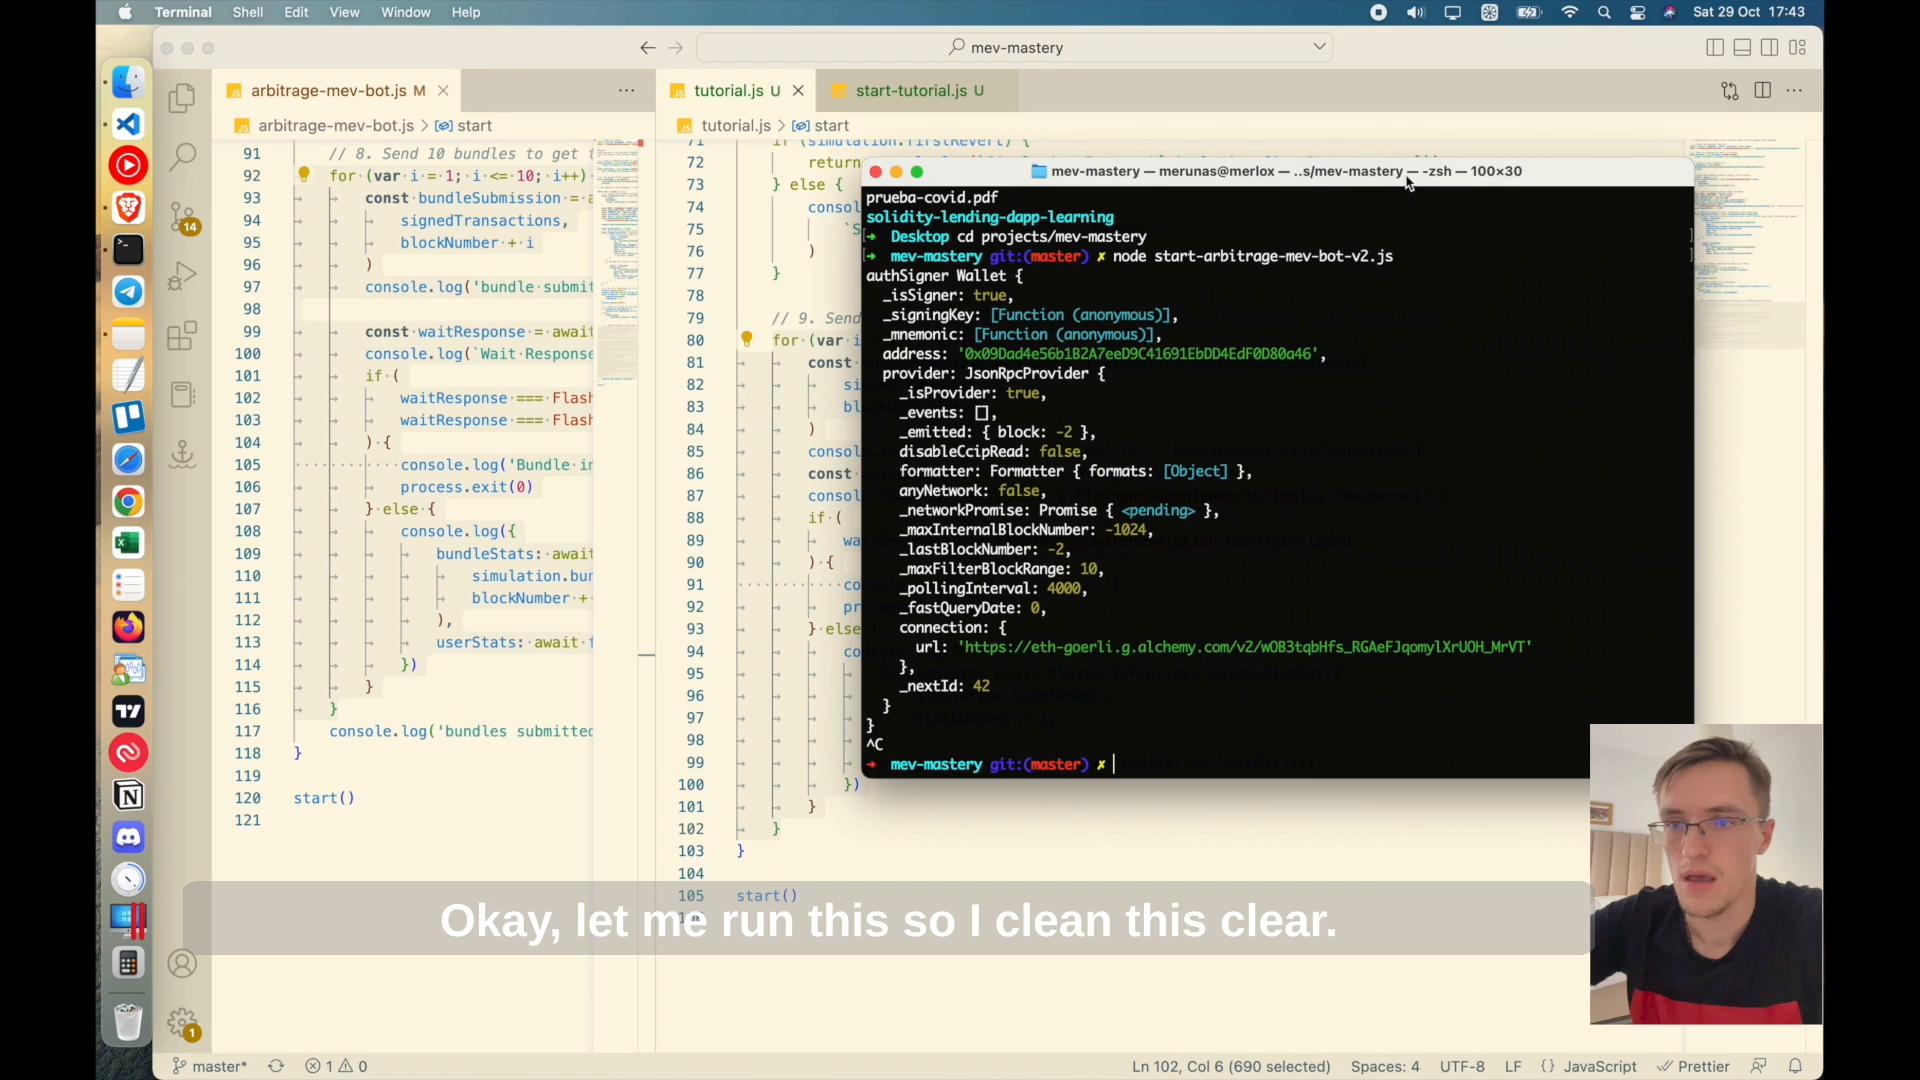 Terminal Shell Edit View Window Help
Sat 29 Oct 17:43
mev-mastery
arbitrage-mev-bot.js M
tutorial.js U
start-tutorial.js U
arbitrage-mev-bot.js > start
tutorial.js > start
91 // 8. Send 10 bundles to get
92 for (var i = 1; i <= 10; i++)
93 const bundleSubmission =
94 signedTransactions,
95 blockNumber + i
96 )
97 console.log('bundle submit
98
99 const waitResponse = await
100 console.log(`Wait Response
101 if (
102 waitResponse === Flash
103 waitResponse === Flash
104 ) {
105 console.log('Bundle in
106 process.exit(0)
107 } else {
108 console.log({
109 bundleStats: await
110 simulation.bun
111 blockNumber +
112 ),
113 userStats: await
114 })
115 }
116 }
117 console.log('bundles submitted
118 }
119
120 start()
121
71 if (simulation.firstRevert) {
72 return
73 } else {
74 consol
75 `S
76 )
77 }
78
79 // 9. Send
80 for (var i
81 const
82 si
83 bl
84 )
85 consol
86 const
87 consol
88 if (
89 wa
90 ) {
91 cons
92 pr
93 } else
94 co
95
96
97
98
99
100 })
101 }
102 }
103 }
104
105 start()
mev-mastery — merunas@merlox — ..s/mev-mastery — -zsh — 100×30
prueba-covid.pdf
solidity-lending-dapp-learning
[→ Desktop cd projects/mev-mastery ]
[→ mev-mastery git:(master) ✗ node start-arbitrage-mev-bot-v2.js ]
authSigner Wallet {
_isSigner: true,
_signingKey: [Function (anonymous)],
_mnemonic: [Function (anonymous)],
address: '0x09Dad4e56b1B2A7eeD9C41691EbDD4EdF0D80a46',
provider: JsonRpcProvider {
_isProvider: true,
_events: [],
_emitted: { block: -2 },
disableCcipRead: false,
formatter: Formatter { formats: [Object] },
anyNetwork: false,
_networkPromise: Promise { <pending> },
_maxInternalBlockNumber: -1024,
_lastBlockNumber: -2,
_maxFilterBlockRange: 10,
_pollingInterval: 4000,
_fastQueryDate: 0,
connection: {
url: 'https://eth-goerli.g.alchemy.com/v2/wOB3tqbHfs_RGAeFJqomylXrUOH_MrVT'
},
_nextId: 42
}
}
^C
→ mev-mastery git:(master) ✗
Okay, let me run this so I clean this clear.
14
1
master* 1 0
Ln 102, Col 6 (690 selected) Spaces: 4 UTF-8 LF {} JavaScript Prettier